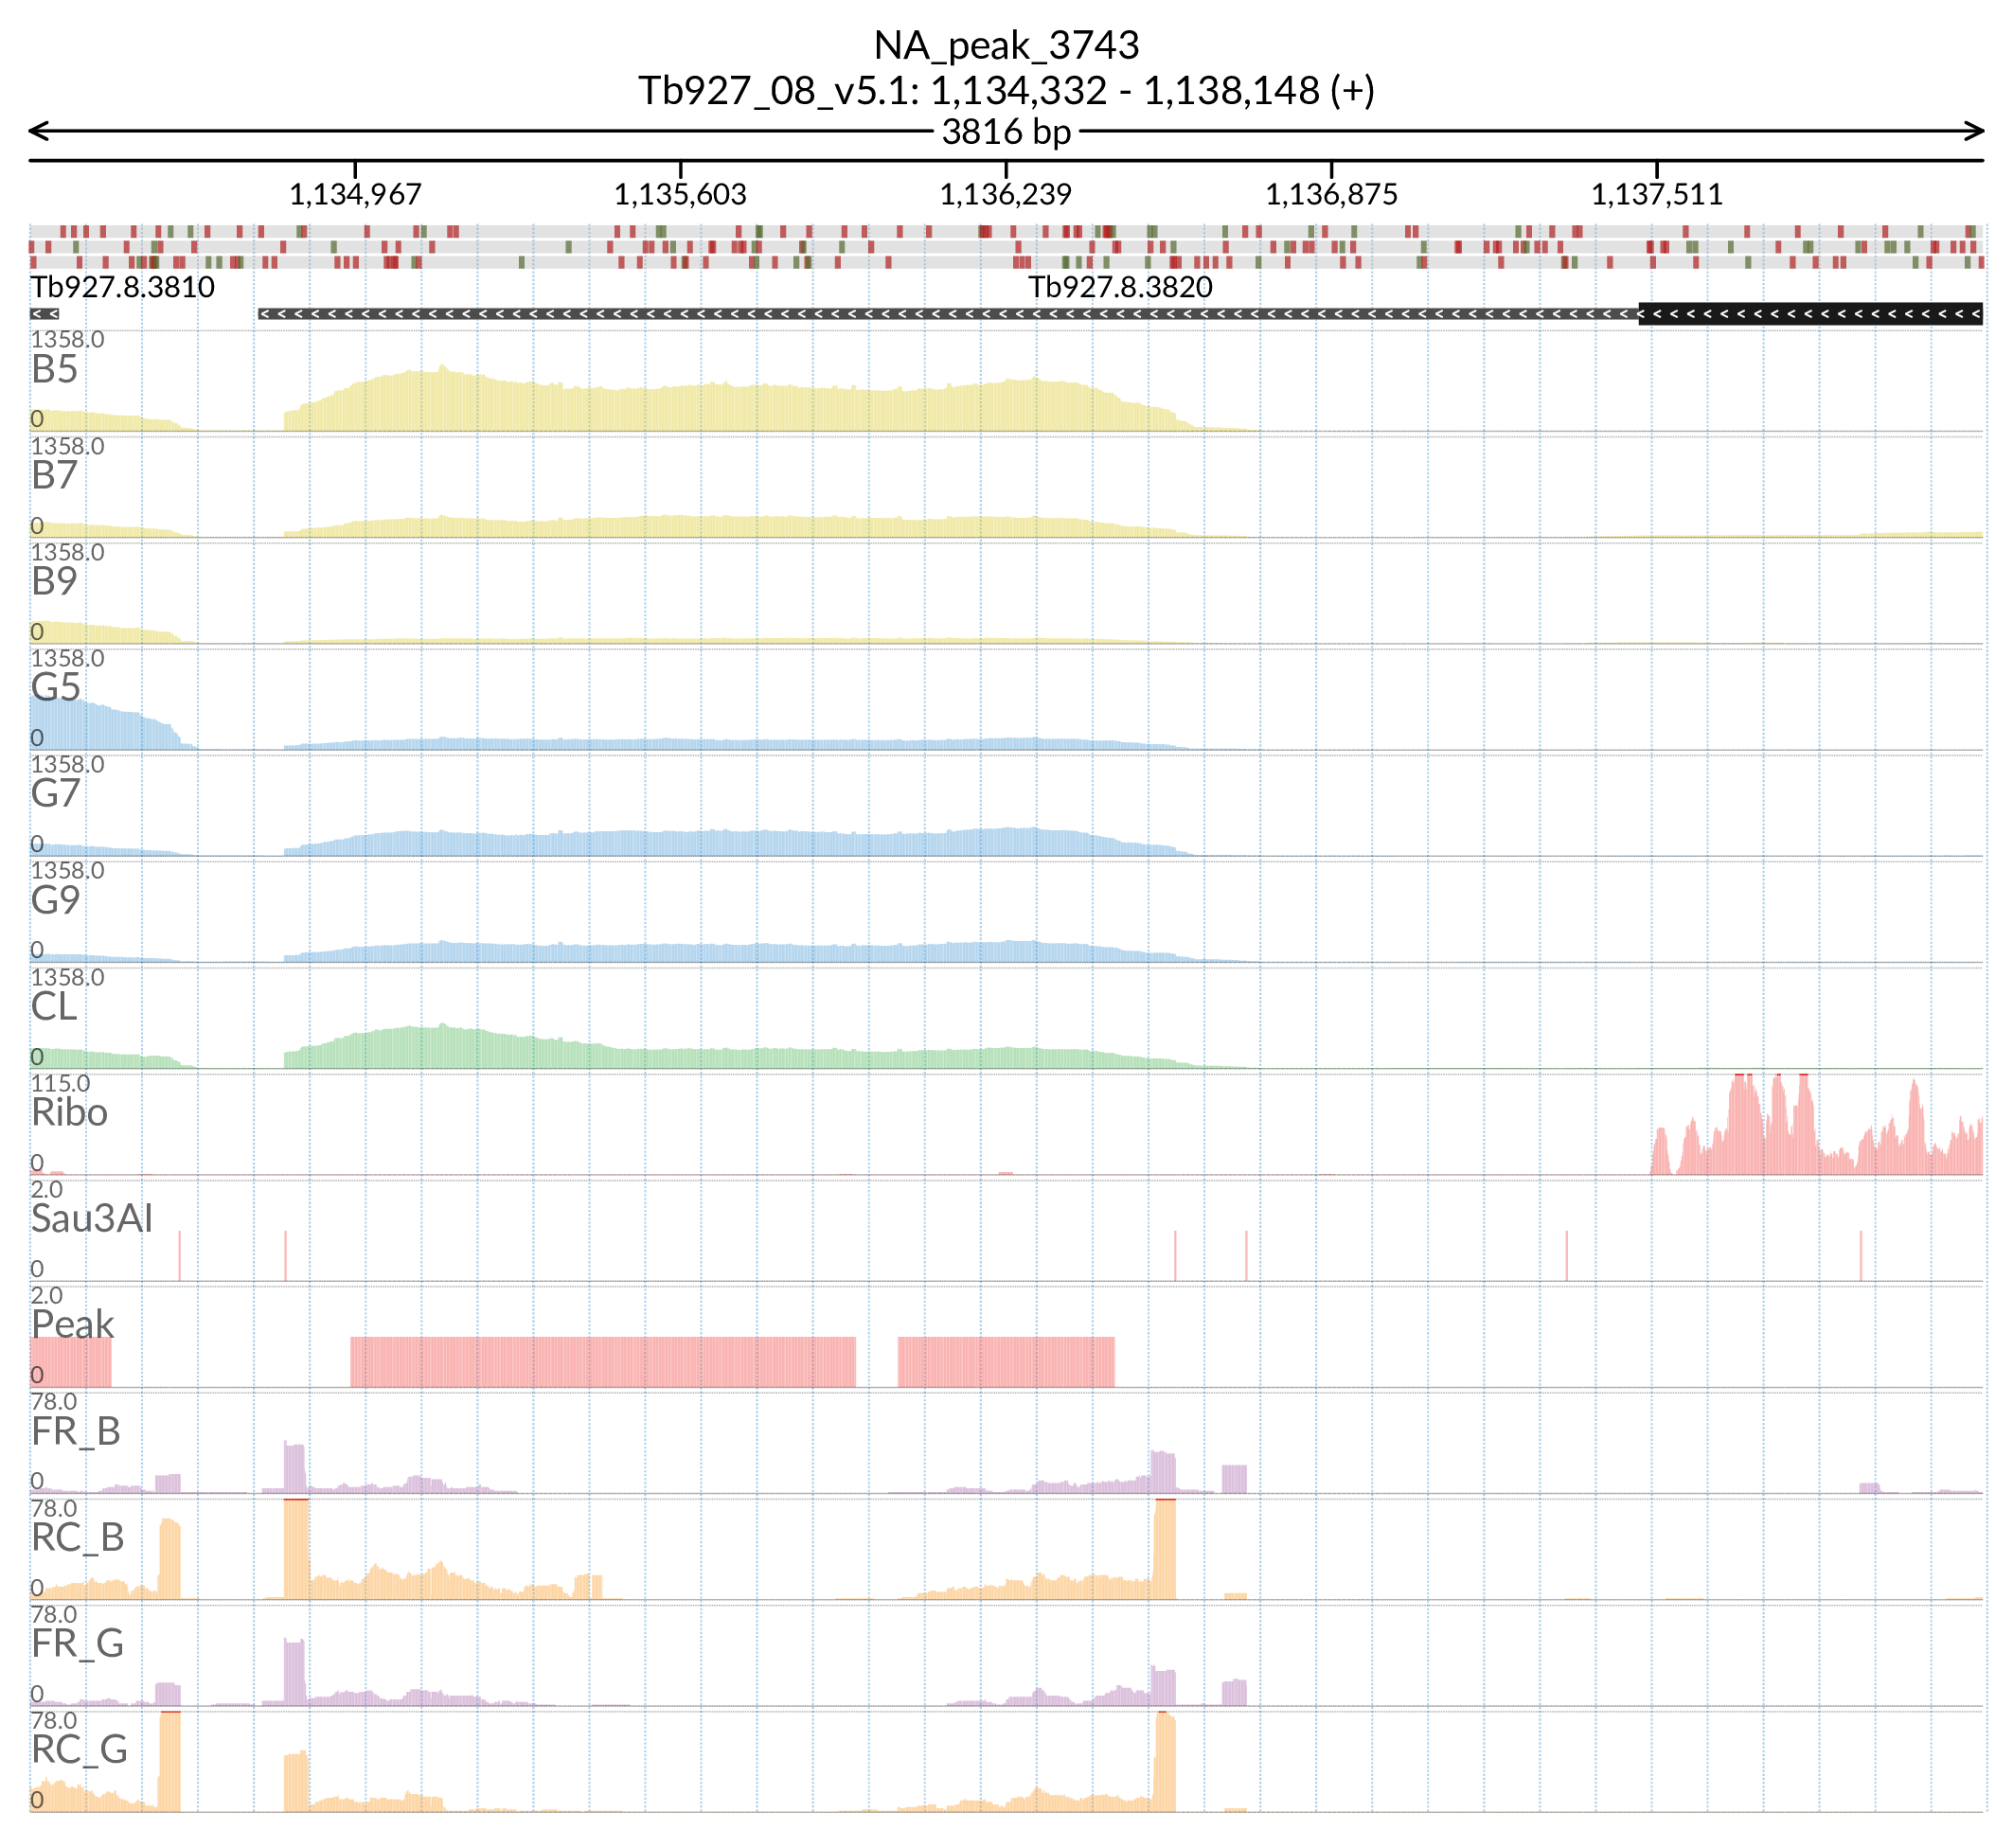 NA_peak_3743
Tb927_08_v5.1: 1,134,332 - 1,138,148 (+)
3816 bp
1,134,967 1,135,603 1,136,239 1,136,875 1,137,511
Tb927.8.3810 Tb927.8.3820
1358.0
B5
0
1358.0
B7
0
1358.0
B9
0
1358.0
G5
0
1358.0
G7
0
1358.0
G9
0
1358.0
CL
0
115.0
Ribo
0
2.0
Sau3AI
0
2.0
Peak
0
78.0
FR_B
0
78.0
RC_B
0
78.0
FR_G
0
78.0
RC_G
0